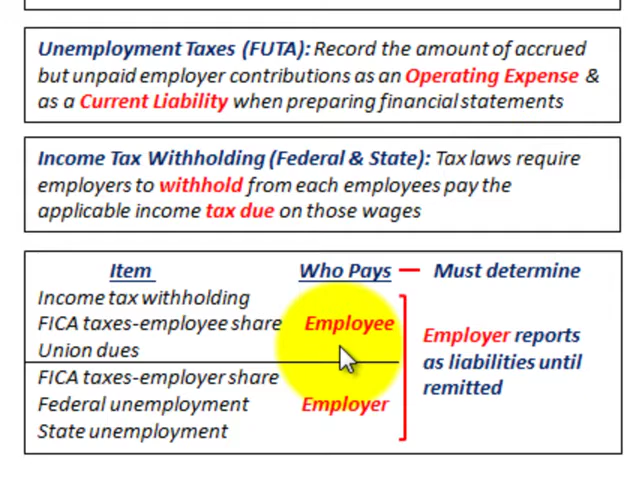 Unemployment Taxes (FUTA): Record the amount of accrued
but unpaid employer contributions as an Operating Expense &
as a Current Liability when preparing financial statements
Income Tax Withholding (Federal & State): Tax laws require
employers to withhold from each employees pay the
applicable income tax due on those wages
Item Who Pays — Must determine
Income tax withholding
FICA taxes-employee share Employee
Union dues
FICA taxes-employer share
Federal unemployment Employer
State unemployment
Employer reports
as liabilities until
remitted